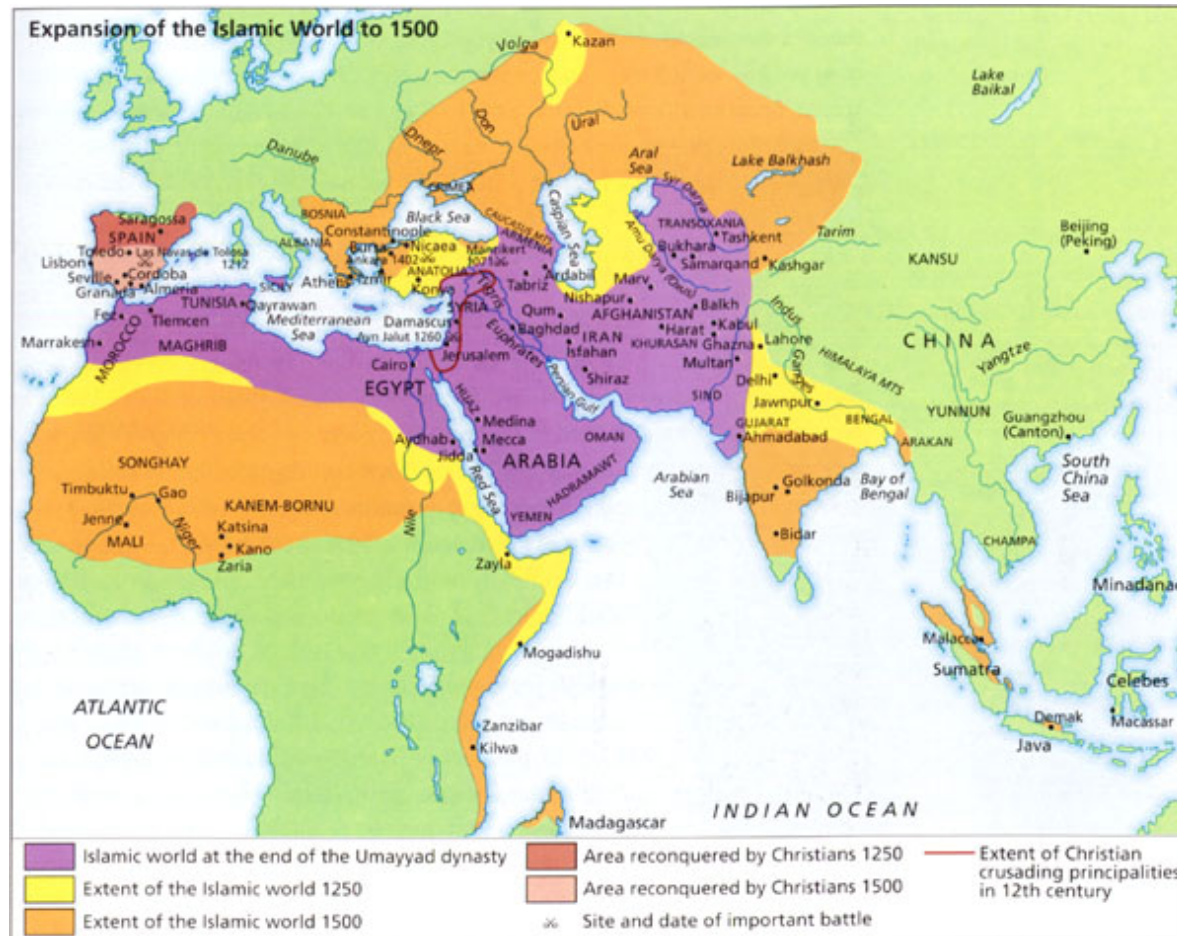 Expansion of the Islamic World to 1500
Volga
Kazan
Lake
Baikal
Don
Dnepr
Ural
Danube
Aral
Sea
Lake Balkhash
Syr Darya
CRIMEA
BOSNIA
Black Sea
CAUCASUS MTS
Caspian Sea
Saragossa
SPAIN
Constantinople
ALBANIA
Bursa
Nicaea
Manzikert
1071
ARMENIA
TRANSOXANIA
Tashkent
Amu Darya (Oxus)
Bukhara
Samarqand
Tarim
Kashgar
Beijing
(Peking)
KANSU
Toledo
Las Navas de Tolosa
1212
Lisbon
Seville
Cordoba
Granada
Almeria
Ankara 1402
ANATOLIA
Athens
Izmir
Konya
Tigris
Tabriz
Ardabil
Marv
Nishapur
Balkh
SICILY
TUNISIA
Qayrawan
SYRIA
Qum
AFGHANISTAN
Kabul
Indus
Fez
Tlemcen
Mediterranean
Sea
Damascus
Ayn Jalut 1260
Euphrates
Baghdad
IRAN
Isfahan
KHURASAN
Harat
Ghazna
Lahore
CHINA
Marrakesh
MOROCCO
MAGHRIB
Cairo
Jerusalem
Shiraz
Multan
HIMALAYA MTS
Yangtze
EGYPT
Persian Gulf
SIND
Delhi
Ganges
Jawnpur
YUNNUN
Guangzhou
(Canton)
HIJAZ
Medina
OMAN
GUJARAT
BENGAL
Aydhab
Mecca
Jidda
Ahmadabad
ARAKAN
Red Sea
ARABIA
HADRAMAWT
YEMEN
Arabian
Sea
Golkonda
Bijapur
Bay of
Bengal
South
China
Sea
SONGHAY
Timbuktu
Gao
KANEM-BORNU
Jenne
MALI
Niger
Katsina
Kano
Zaria
Nile
Bidar
CHAMPA
Zayla
Minadanao
Mogadishu
Malacca
Sumatra
Celebes
ATLANTIC
OCEAN
Zanzibar
Kilwa
Demak
Java
Macassar
Madagascar
INDIAN OCEAN
Islamic world at the end of the Umayyad dynasty
Extent of the Islamic world 1250
Extent of the Islamic world 1500
Area reconquered by Christians 1250
Area reconquered by Christians 1500
Site and date of important battle
Extent of Christian
crusading principalities
in 12th century